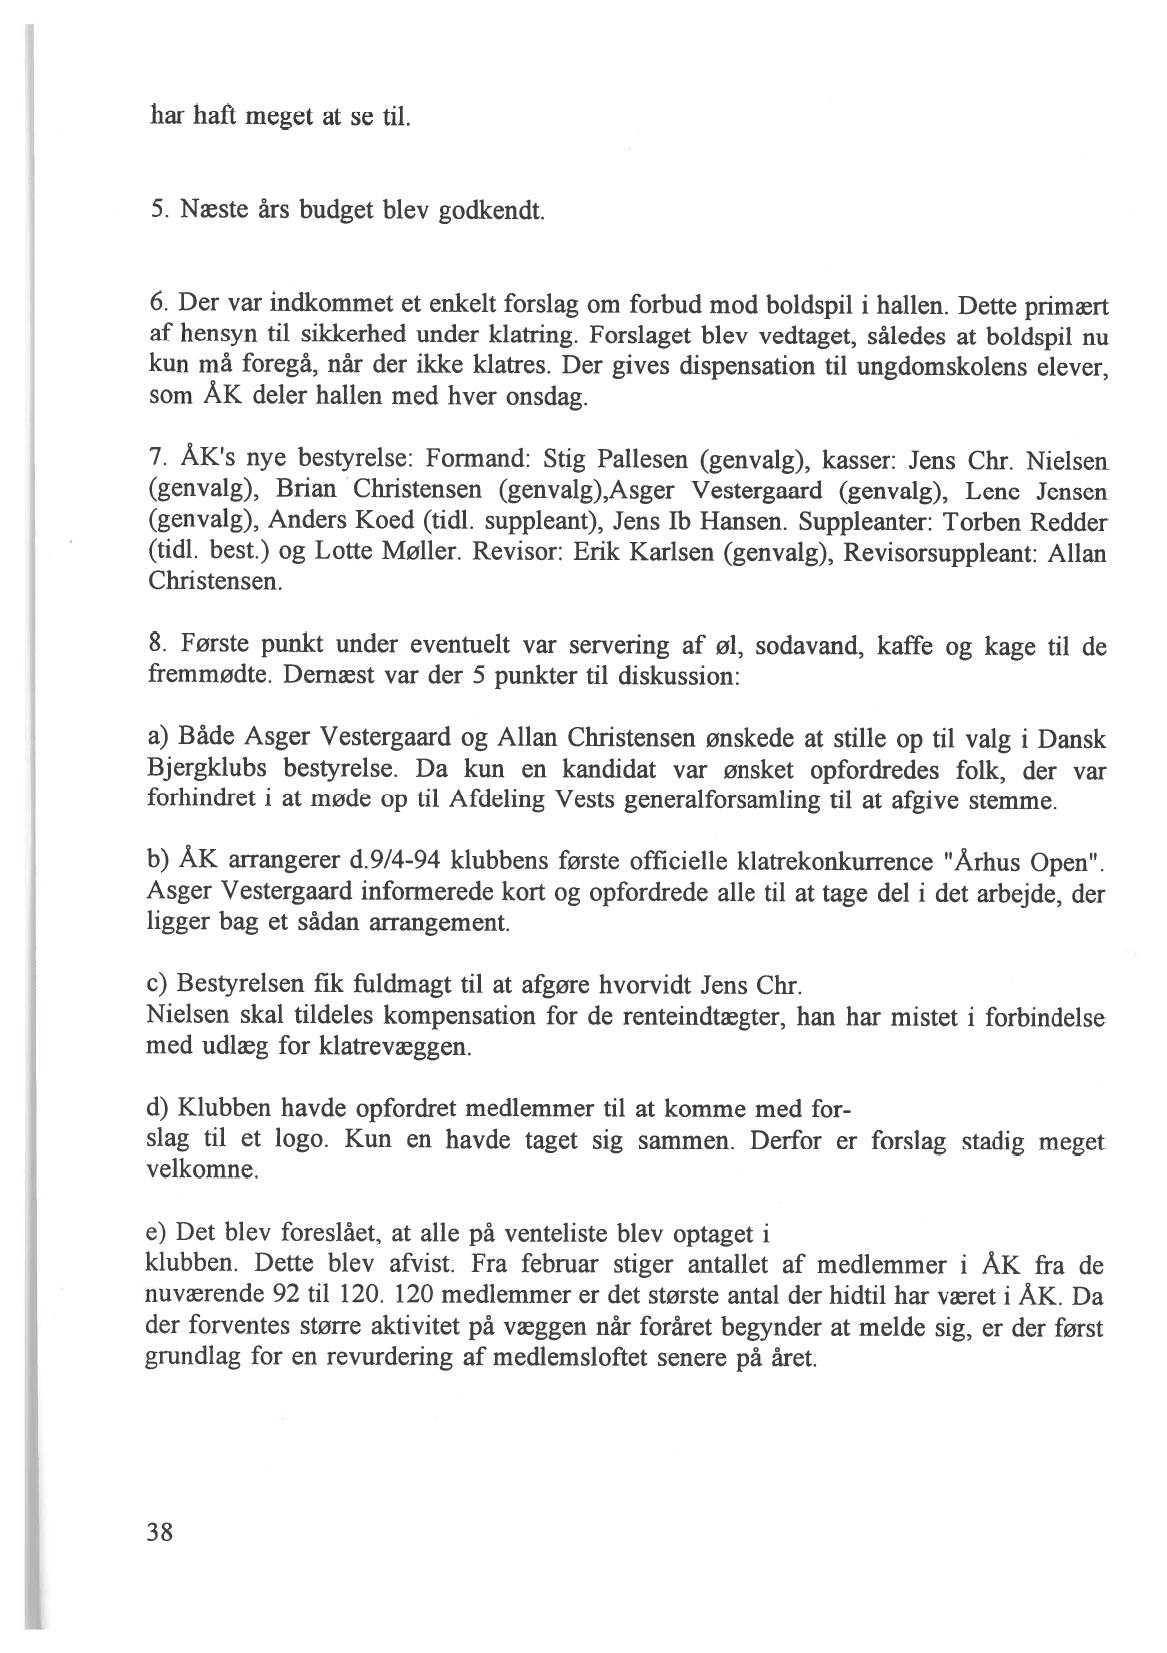 har haft meget at se til.
5. Næste års budget blev godkendt.
6. Der var indkommet et enkelt forslag om forbud mod boldspil i hallen. Dette primært
af hensyn til sikkerhed under klatring. Forslaget blev vedtaget, således at boldspil nu
kun må foregå, når der ikke klatres. Der gives dispensation til ungdomskolens elever,
som ÅK deler hallen med hver onsdag.
7. ÅK's nye bestyrelse: Formand: Stig Pallesen (genvalg), kasser: Jens Chr. Nielsen
(genvalg), Brian Christensen (genvalg),Asger Vestergaard (genvalg), Lene Jensen
(genvalg), Anders Koed (tidl. suppleant), Jens Ib Hansen. Suppleanter: Torben Redder
(tidl. best.) og Lotte Møller. Revisor: Erik Karlsen (genvalg), Revisorsuppleant: Allan
Christensen.
8. Første punkt under eventuelt var servering af øl, sodavand, kaffe og kage til de
fremmødte. Dernæst var der 5 punkter til diskussion:
a) Både Asger Vestergaard og Allan Christensen ønskede at stille op til valg i Dansk
Bjergklubs bestyrelse. Da kun en kandidat var ønsket opfordredes folk, der var
forhindret i at møde op til Afdeling Vests generalforsamling til at afgive stemme.
b) ÅK arrangerer d.9/4-94 klubbens første officielle klatrekonkurrence "Århus Open".
Asger Vestergaard informerede kort og opfordrede alle til at tage del i det arbejde, der
ligger bag et sådan arrangement.
c) Bestyrelsen fik fuldmagt til at afgøre hvorvidt Jens Chr.
Nielsen skal tildeles kompensation for de renteindtægter, han har mistet i forbindelse
med udlæg for klatrevæggen.
d) Klubben havde opfordret medlemmer til at komme med for-
slag til et logo. Kun en havde taget sig sammen. Derfor er forslag stadig meget
velkomne.
e) Det blev foreslået, at alle på venteliste blev optaget i
klubben. Dette blev afvist. Fra februar stiger antallet af medlemmer i ÅK fra de
nuværende 92 til 120. 120 medlemmer er det største antal der hidtil har været i ÅK. Da
der forventes større aktivitet på væggen når foråret begynder at melde sig, er der først
grundlag for en revurdering af medlemsloftet senere på året.
38